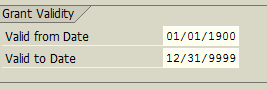 Grant Validity
Valid from Date 01/01/1900
Valid to Date 12/31/9999